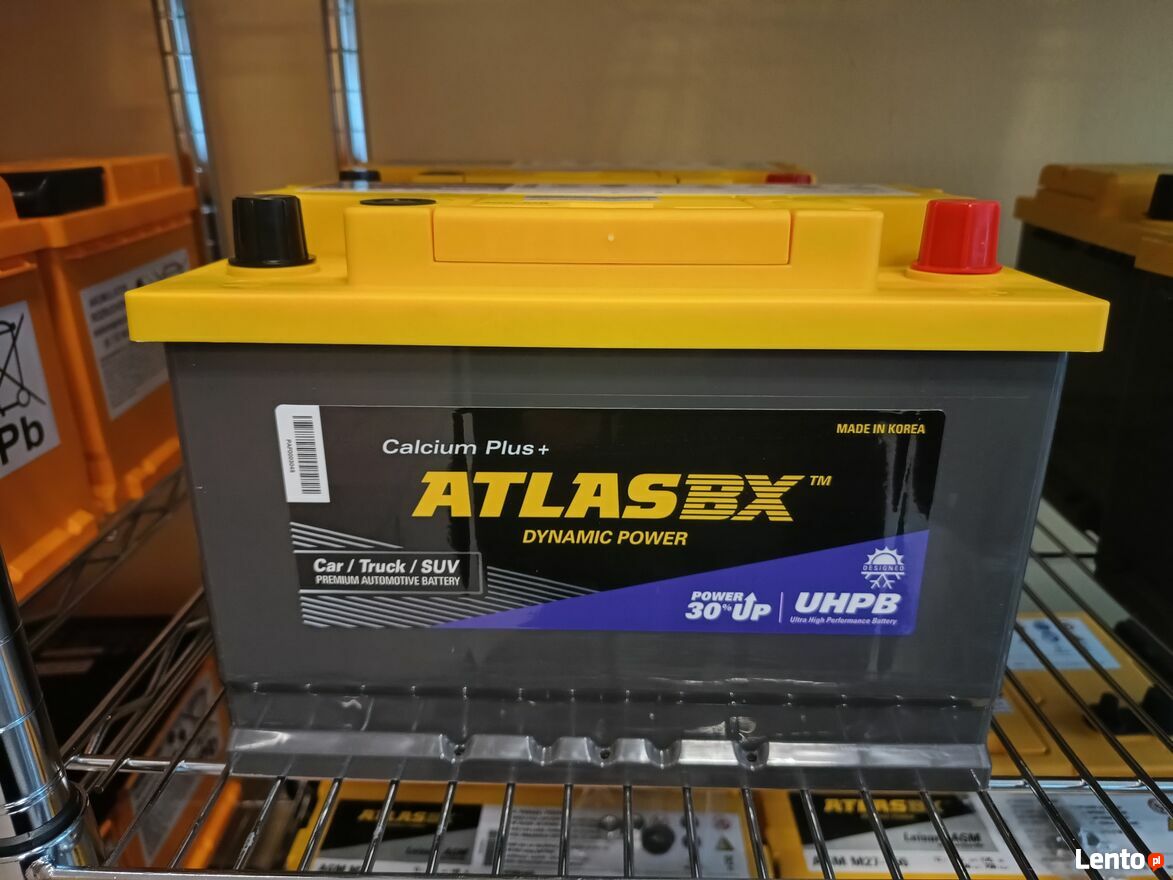 Calcium Plus+
MADE IN KOREA
ATLASBX™
DYNAMIC POWER
Car / Truck / SUV
PREMIUM AUTOMOTIVE BATTERY
DESIGNED
POWER
30% UP
UHPB
Ultra High Performance Battery
Pb
ATLASBX
ATLASBX
Lento.pl